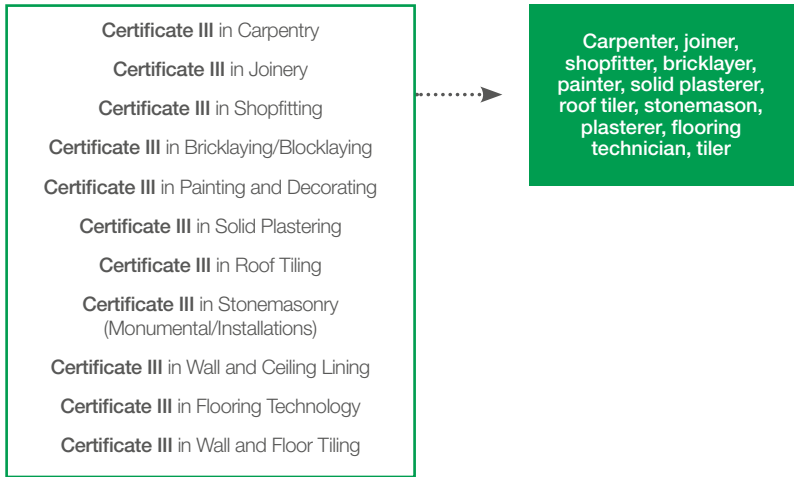 Certificate III in Carpentry
Certificate III in Joinery
Certificate III in Shopfitting
Certificate III in Bricklaying/Blocklaying
Certificate III in Painting and Decorating
Certificate III in Solid Plastering
Certificate III in Roof Tiling
Certificate III in Stonemasonry
(Monumental/Installations)
Certificate III in Wall and Ceiling Lining
Certificate III in Flooring Technology
Certificate III in Wall and Floor Tiling
Carpenter, joiner,
shopfitter, bricklayer,
painter, solid plasterer,
roof tiler, stonemason,
plasterer, flooring
technician, tiler